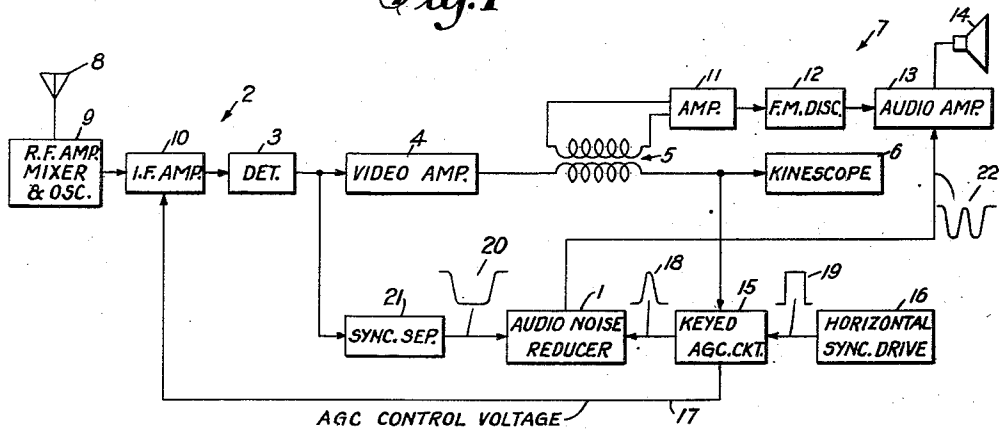 Fig. 1
14
7
8
11
12
13
2
9
10
3
4
AMP.
F.M. DISC.
AUDIO AMP.
R.F. AMP.
MIXER
& OSC.
I.F. AMP.
DET.
VIDEO AMP.
5
6
KINESCOPE
22
20
18
19
21
1
15
16
SYNC. SEP.
AUDIO NOISE
REDUCER
KEYED
AGC. CKT.
HORIZONTAL
SYNC. DRIVE
AGC CONTROL VOLTAGE
17